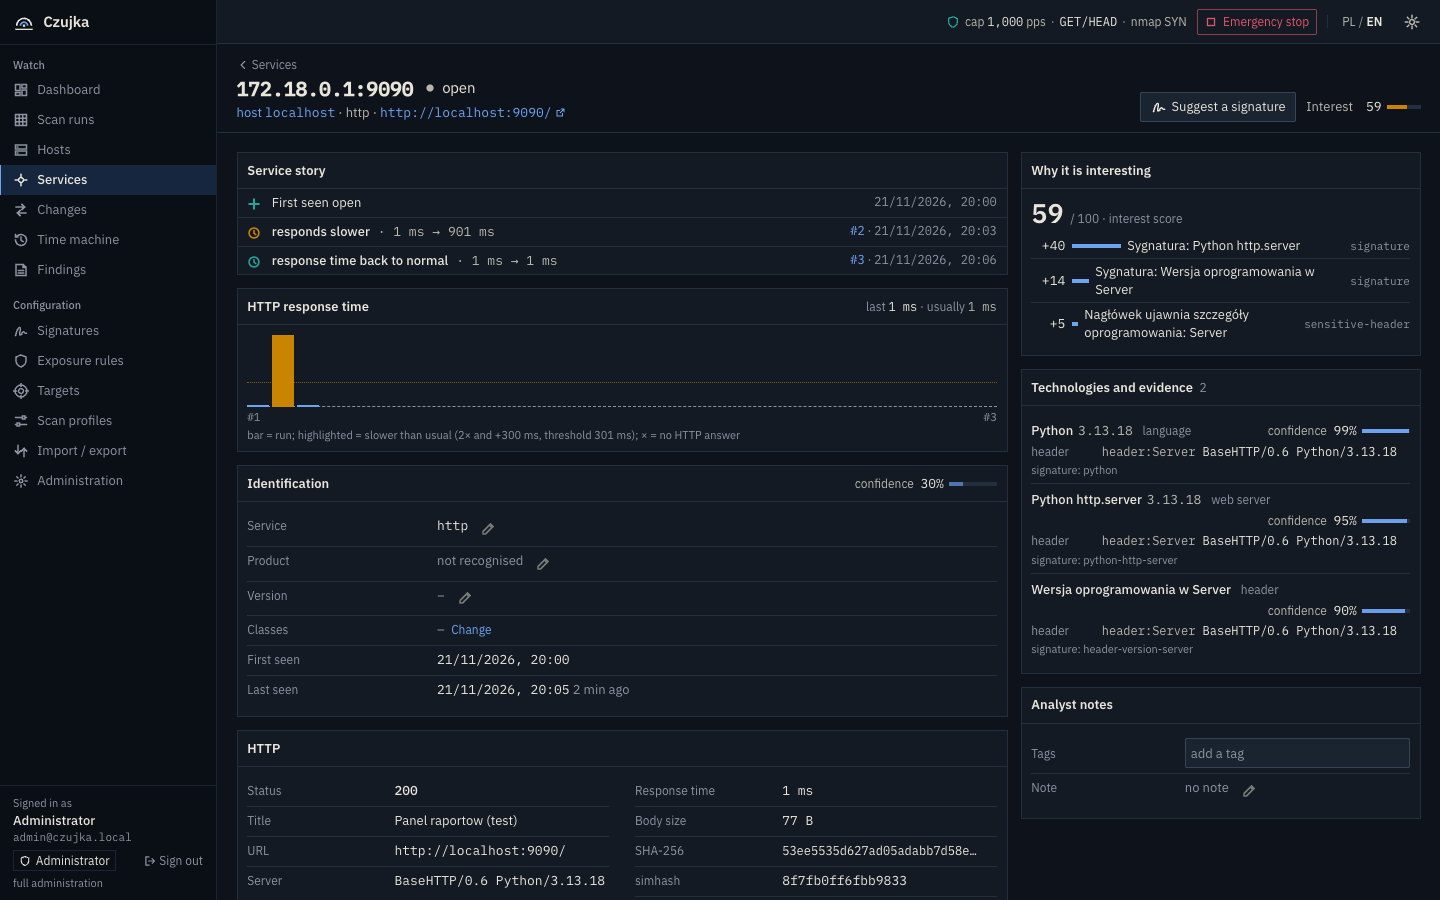 Czujka
cap 1,000 pps · GET/HEAD · nmap SYN
Emergency stop
PL / EN
Watch
Dashboard
Scan runs
Hosts
Services
Changes
Time machine
Findings
Configuration
Signatures
Exposure rules
Targets
Scan profiles
Import / export
Administration
Signed in as
Administrator
admin@czujka.local
Administrator
Sign out
full administration
Services
172.18.0.1:9090 open
host localhost · http · http://localhost:9090/
Suggest a signature
Interest 59
Service story
First seen open 21/11/2026, 20:00
responds slower · 1 ms → 901 ms #2 · 21/11/2026, 20:03
response time back to normal · 1 ms → 1 ms #3 · 21/11/2026, 20:06
HTTP response time last 1 ms · usually 1 ms
#1 #3
bar = run; highlighted = slower than usual (2× and +300 ms, threshold 301 ms); × = no HTTP answer
Identification confidence 30%
Service http
Product not recognised
Version –
Classes – Change
First seen 21/11/2026, 20:00
Last seen 21/11/2026, 20:05 2 min ago
HTTP
Status 200
Title Panel raportow (test)
URL http://localhost:9090/
Server BaseHTTP/0.6 Python/3.13.18
Response time 1 ms
Body size 77 B
SHA-256 53ee5535d627ad05adabb7d58e…
simhash 8f7fb0ff6fbb9833
Why it is interesting
59 / 100 · interest score
+40 Sygnatura: Python http.server signature
+14 Sygnatura: Wersja oprogramowania w
Server signature
+5 Nagłówek ujawnia szczegóły
oprogramowania: Server sensitive-header
Technologies and evidence 2
Python 3.13.18 language confidence 99%
header header:Server BaseHTTP/0.6 Python/3.13.18
signature: python
Python http.server 3.13.18 web server
confidence 95%
header header:Server BaseHTTP/0.6 Python/3.13.18
signature: python-http-server
Wersja oprogramowania w Server header
confidence 90%
header header:Server BaseHTTP/0.6 Python/3.13.18
signature: header-version-server
Analyst notes
Tags add a tag
Note no note